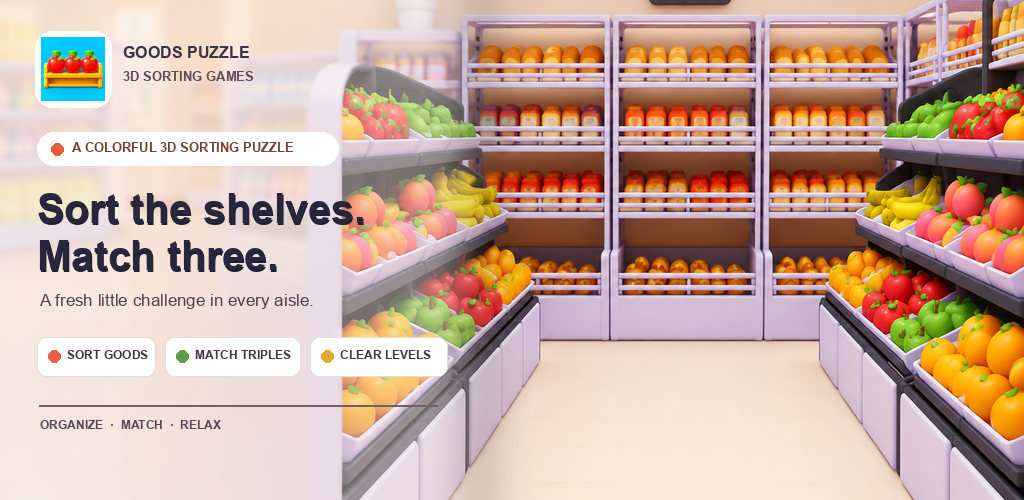 GOODS PUZZLE
3D SORTING GAMES
A COLORFUL 3D SORTING PUZZLE
Sort the shelves.
Match three.
A fresh little challenge in every aisle.
SORT GOODS
MATCH TRIPLES
CLEAR LEVELS
ORGANIZE · MATCH · RELAX